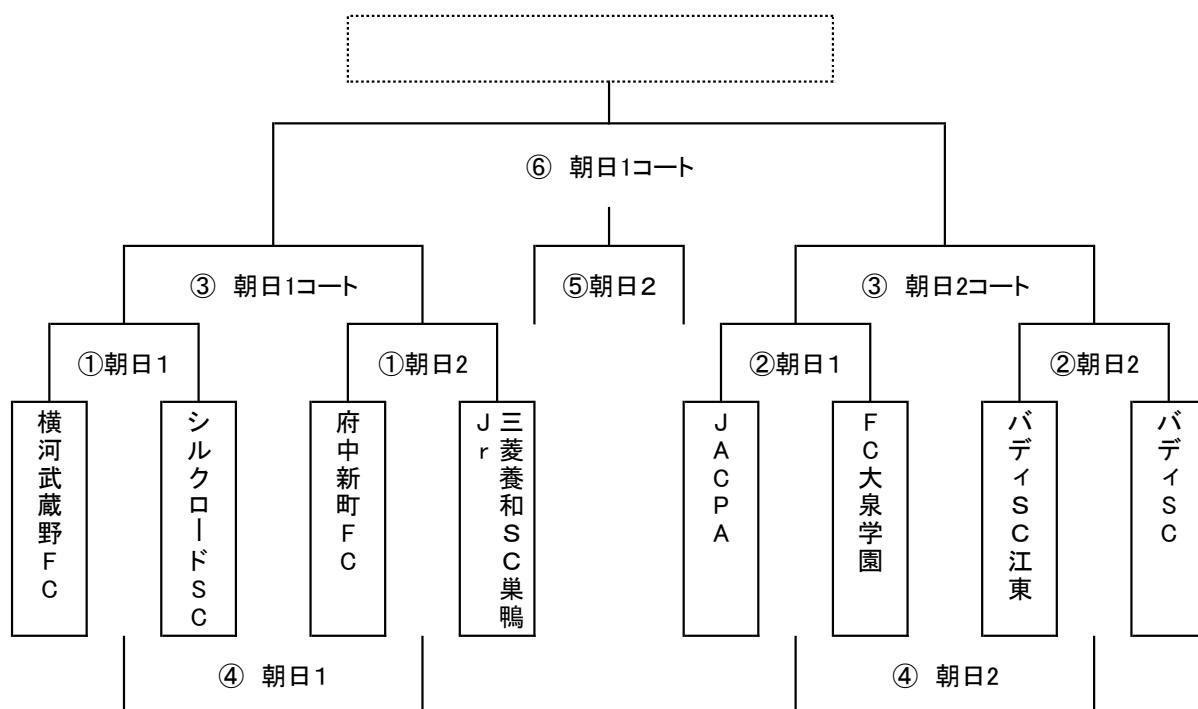 ⑥ 朝日1コート
③ 朝日1コート
⑤朝日2
③ 朝日2コート
①朝日1
①朝日2
②朝日1
②朝日2
横河武蔵野FC
シルクロードSC
府中新町FC
三菱養和SC巣鴨
Jr
JACPA
FC大泉学園
バディSC江東
バディSC
④ 朝日1
④ 朝日2